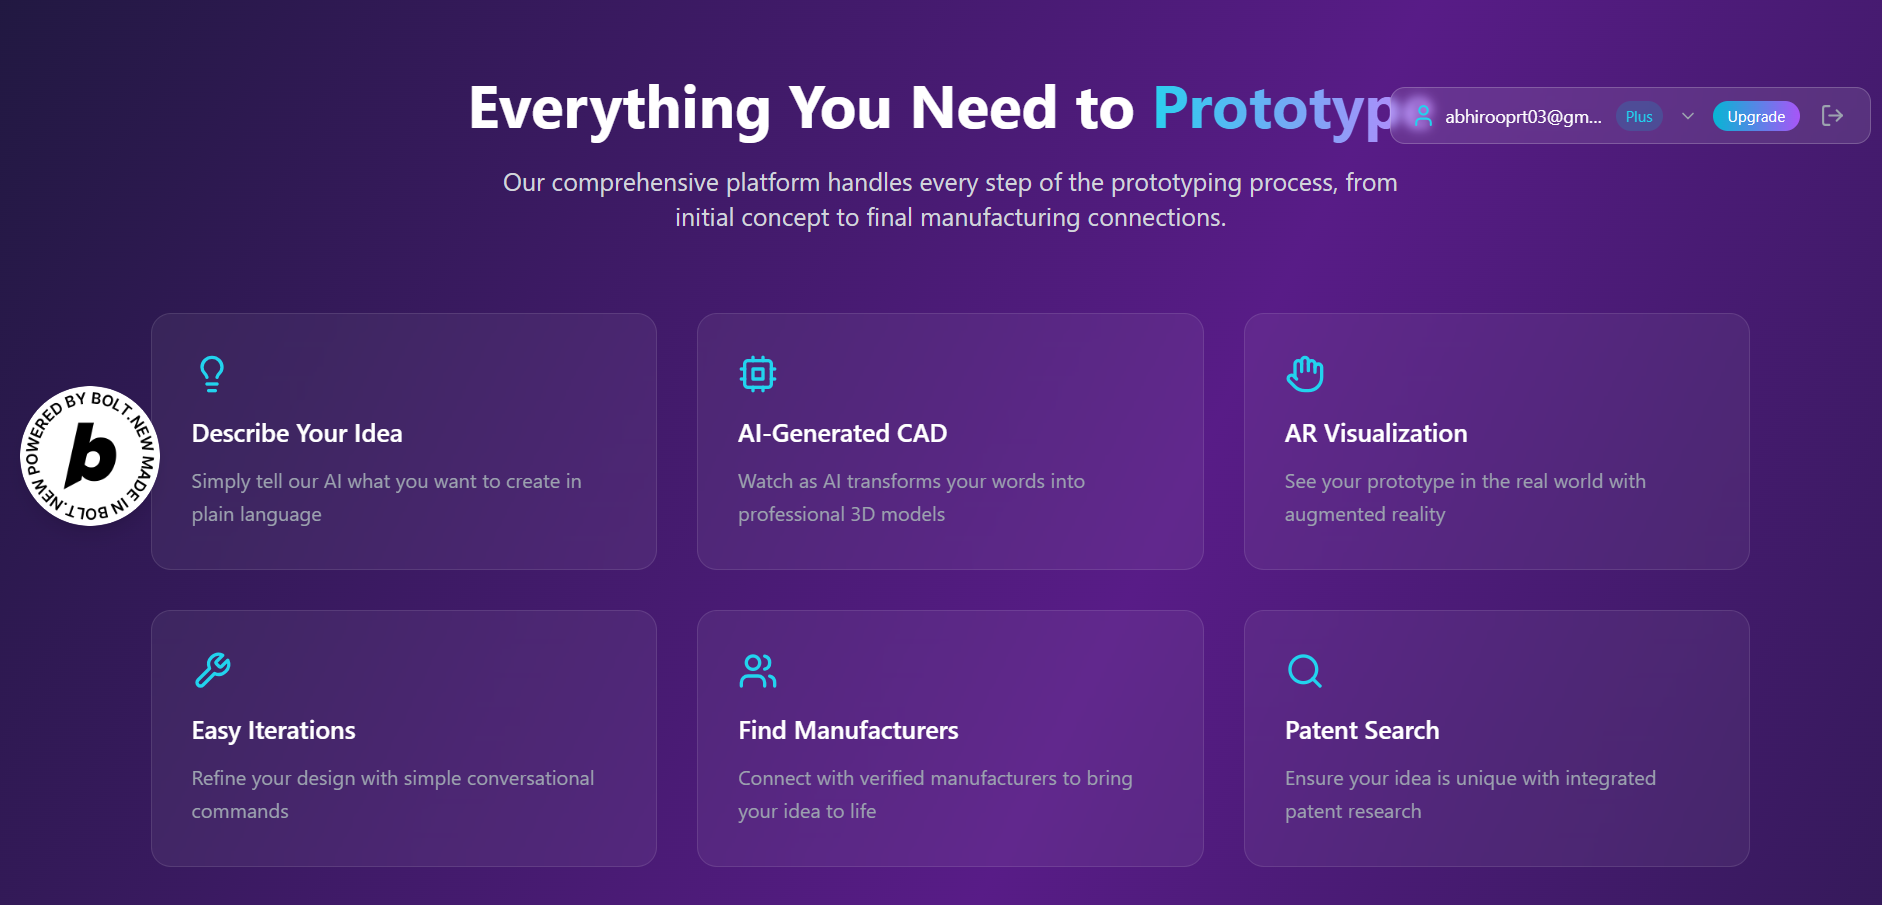 Everything You Need to Prototyp
abhirooprt03@gm... Plus Upgrade
Our comprehensive platform handles every step of the prototyping process, from
initial concept to final manufacturing connections.
POWERED BY BOLT.NEW MADE IN BOLT.NEW
b
Describe Your Idea
Simply tell our AI what you want to create in
plain language
AI-Generated CAD
Watch as AI transforms your words into
professional 3D models
AR Visualization
See your prototype in the real world with
augmented reality
Easy Iterations
Refine your design with simple conversational
commands
Find Manufacturers
Connect with verified manufacturers to bring
your idea to life
Patent Search
Ensure your idea is unique with integrated
patent research